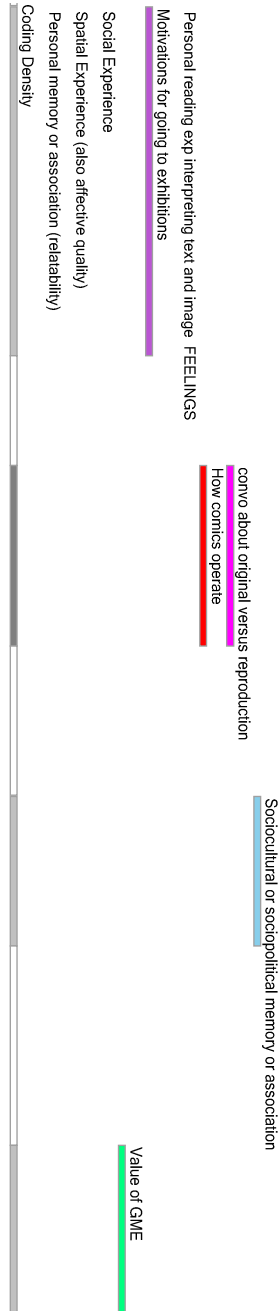 Sociocultural or sociopolitical memory or association
convo about original versus reproduction
How comics operate
Personal reading exp interpreting text and image  FEELINGS
Motivations for going to exhibitions
Value of GME
Social Experience
Spatial Experience (also affective quality)
Personal memory or association (relatability)
Coding Density